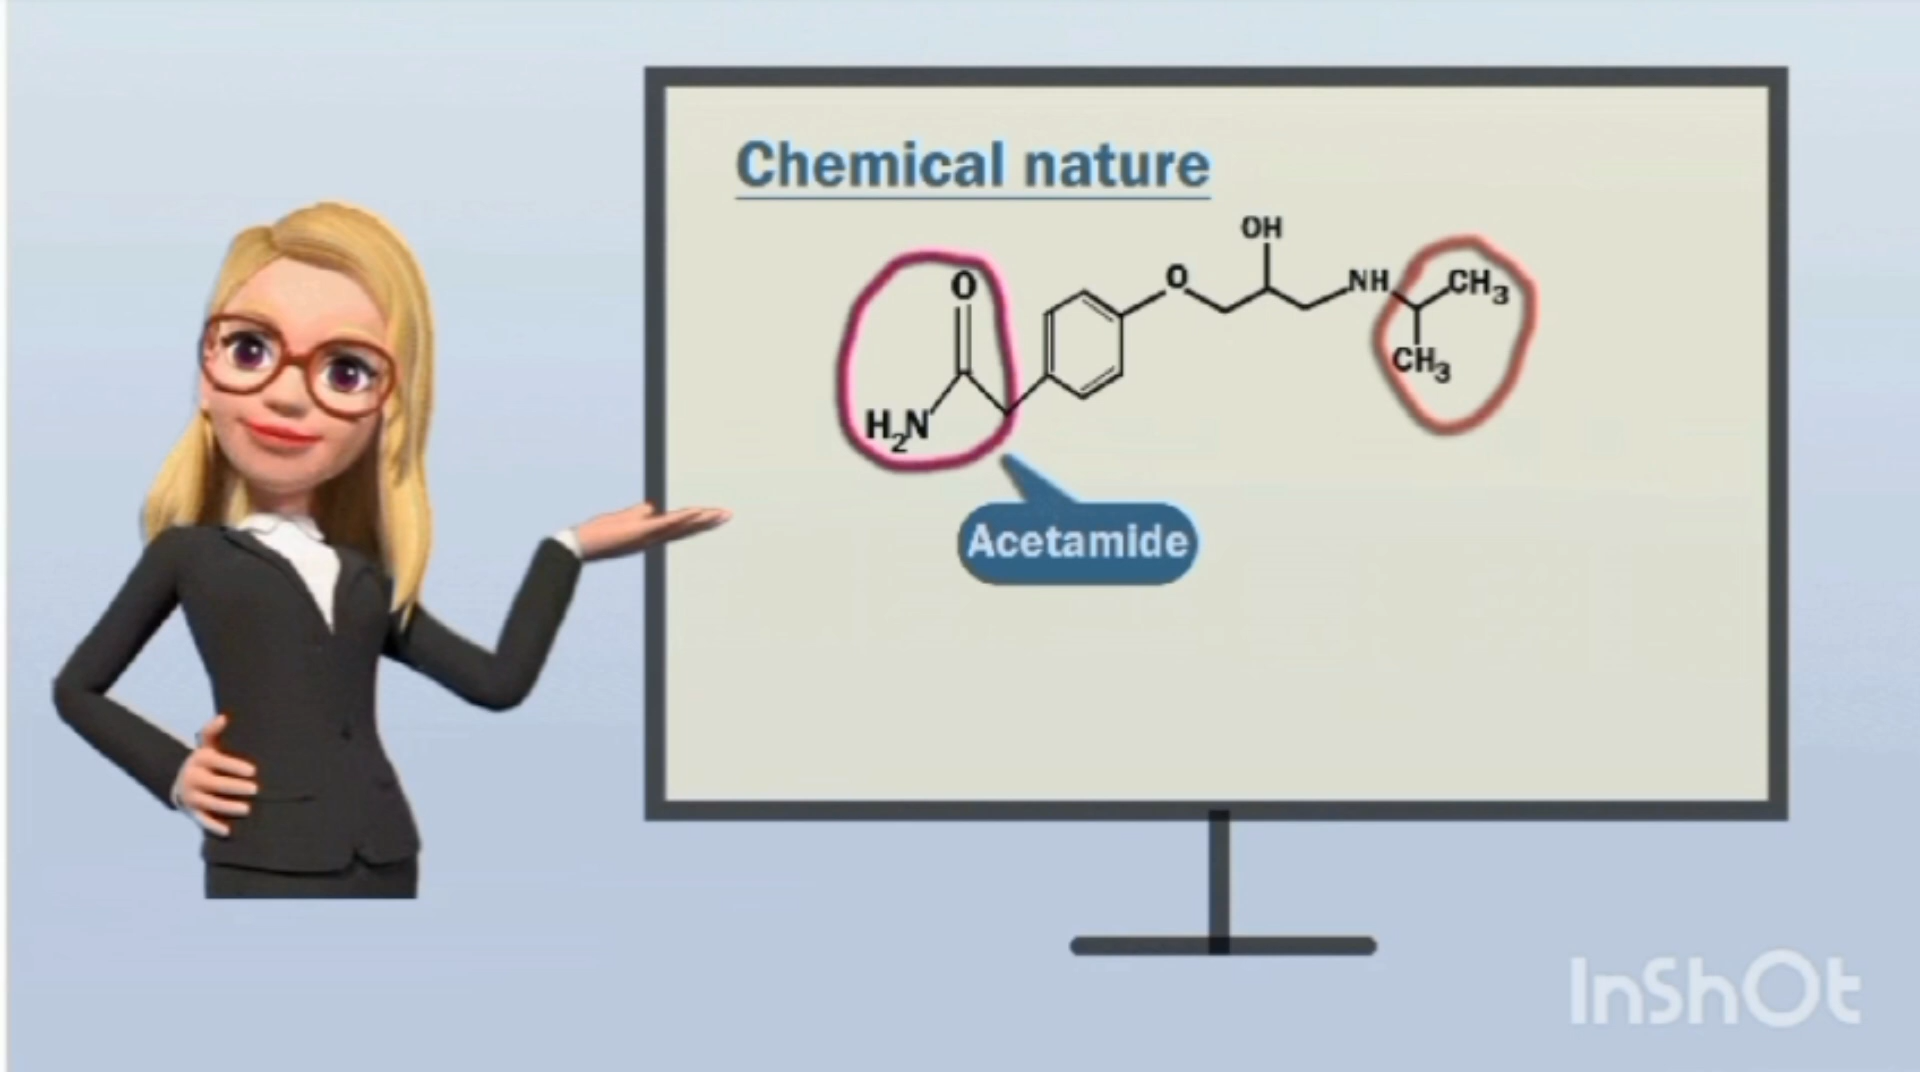 Chemical nature
OH
O
O
NH
CH3
CH3
H2N
Acetamide
InShOt